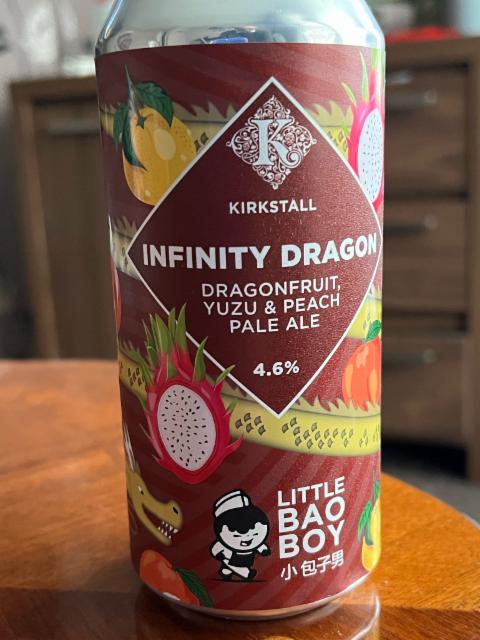 K
KIRKSTALL
INFINITY DRAGON
DRAGONFRUIT,
YUZU & PEACH
PALE ALE
4.6%
LITTLE
BAO
BOY
小包子男